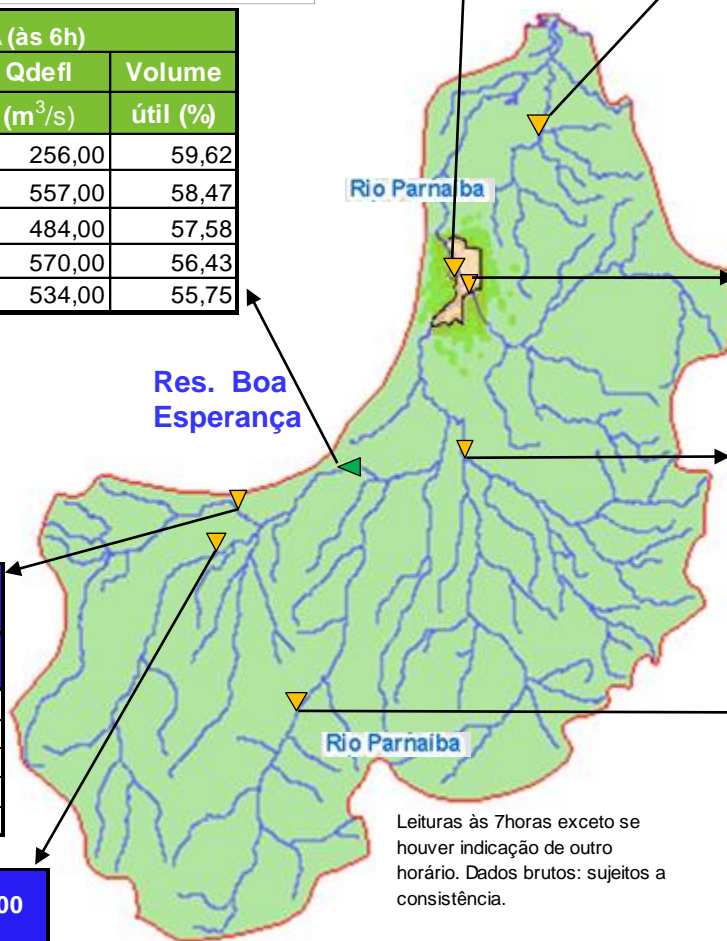 (às 6h)
Qdefl Volume
(m³/s) útil (%)
256,00 59,62
557,00 58,47
484,00 57,58
570,00 56,43
534,00 55,75
Rio Parnaíba
Res. Boa
Esperança
Rio Parnaíba
Leituras às 7horas exceto se
houver indicação de outro
horário. Dados brutos: sujeitos a
consistência.
00